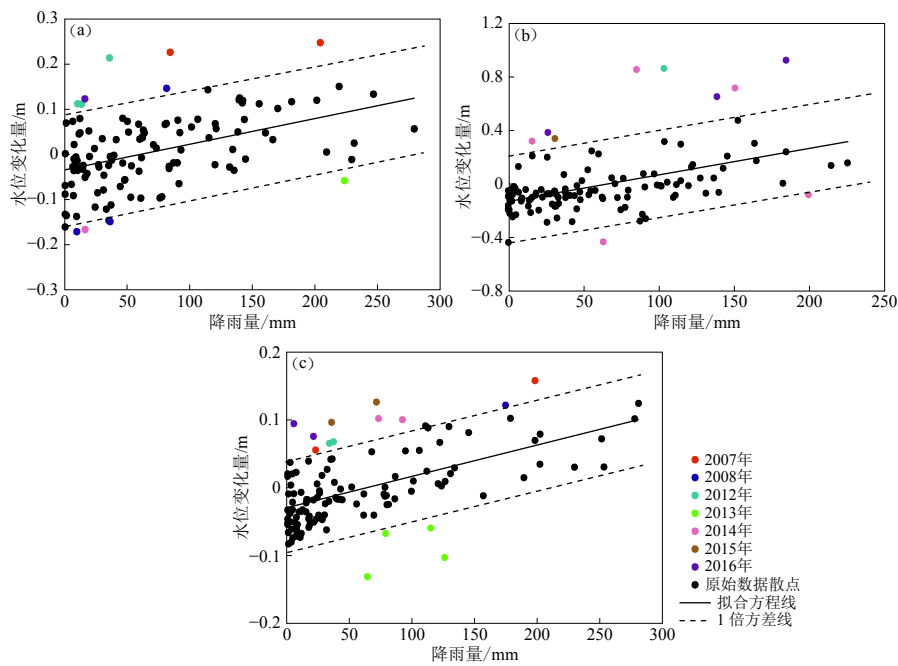 (a)
0.3
0.2
0.1
0
−0.1
−0.2
−0.3
水位变化量/m
0 50 100 150 200 250 300
降雨量/mm
(b)
1.2
0.8
0.4
0
−0.4
−0.8
水位变化量/m
0 50 100 150 200 250
降雨量/mm
(c)
0.2
0.1
0
−0.1
−0.2
水位变化量/m
0 50 100 150 200 250 300
降雨量/mm
2007年
2008年
2012年
2013年
2014年
2015年
2016年
原始数据散点
拟合方程线
1倍方差线